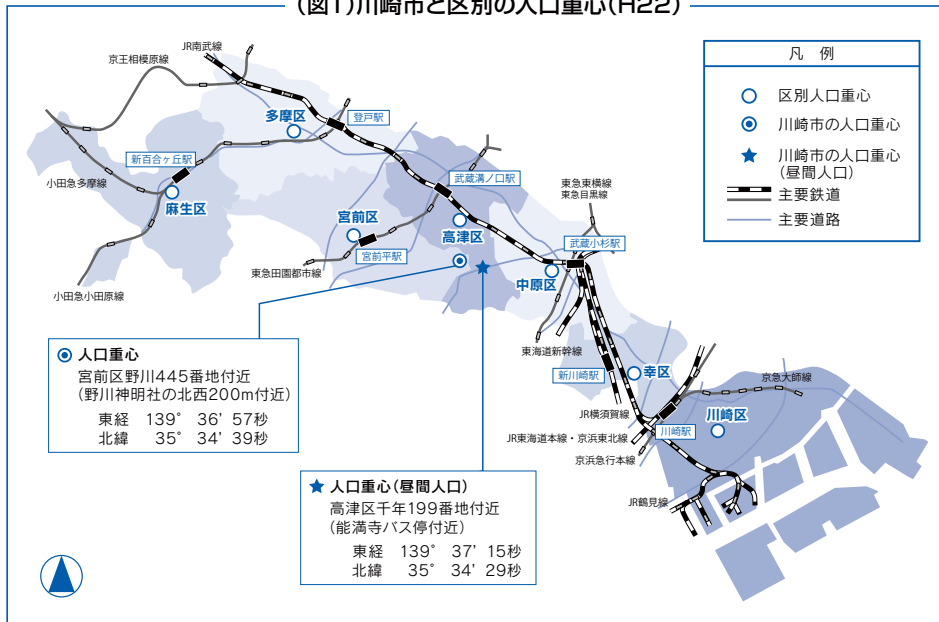 (図1)川崎市と区別の人口重心(H22)
凡 例
区別人口重心
川崎市の人口重心
川崎市の人口重心
(昼間人口)
主要鉄道
主要道路
JR南武線
京王相模原線
多摩区
登戸駅
新百合ヶ丘駅
小田急多摩線
麻生区
武蔵溝ノ口駅
東急東横線
東急目黒線
宮前区
高津区
宮前平駅
武蔵小杉駅
東急田園都市線
中原区
小田急小田原線
東海道新幹線
新川崎駅
幸区
京急大師線
JR横須賀線
川崎区
JR東海道本線・京浜東北線
川崎駅
京浜急行本線
JR鶴見線
人口重心
宮前区野川445番地付近
(野川神明社の北西200m付近)
東経 139° 36’ 57秒
北緯 35° 34’ 39秒
人口重心(昼間人口)
高津区千年199番地付近
(能満寺バス停付近)
東経 139° 37’ 15秒
北緯 35° 34’ 29秒